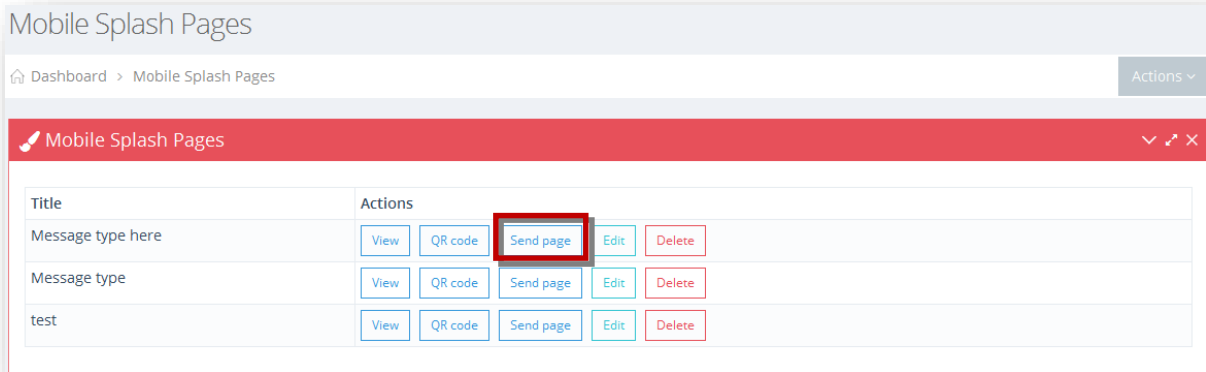 Mobile Splash Pages
Dashboard > Mobile Splash Pages Actions
Mobile Splash Pages
Title Actions
Message type here View QR code Send page Edit Delete
Message type View QR code Send page Edit Delete
test View QR code Send page Edit Delete